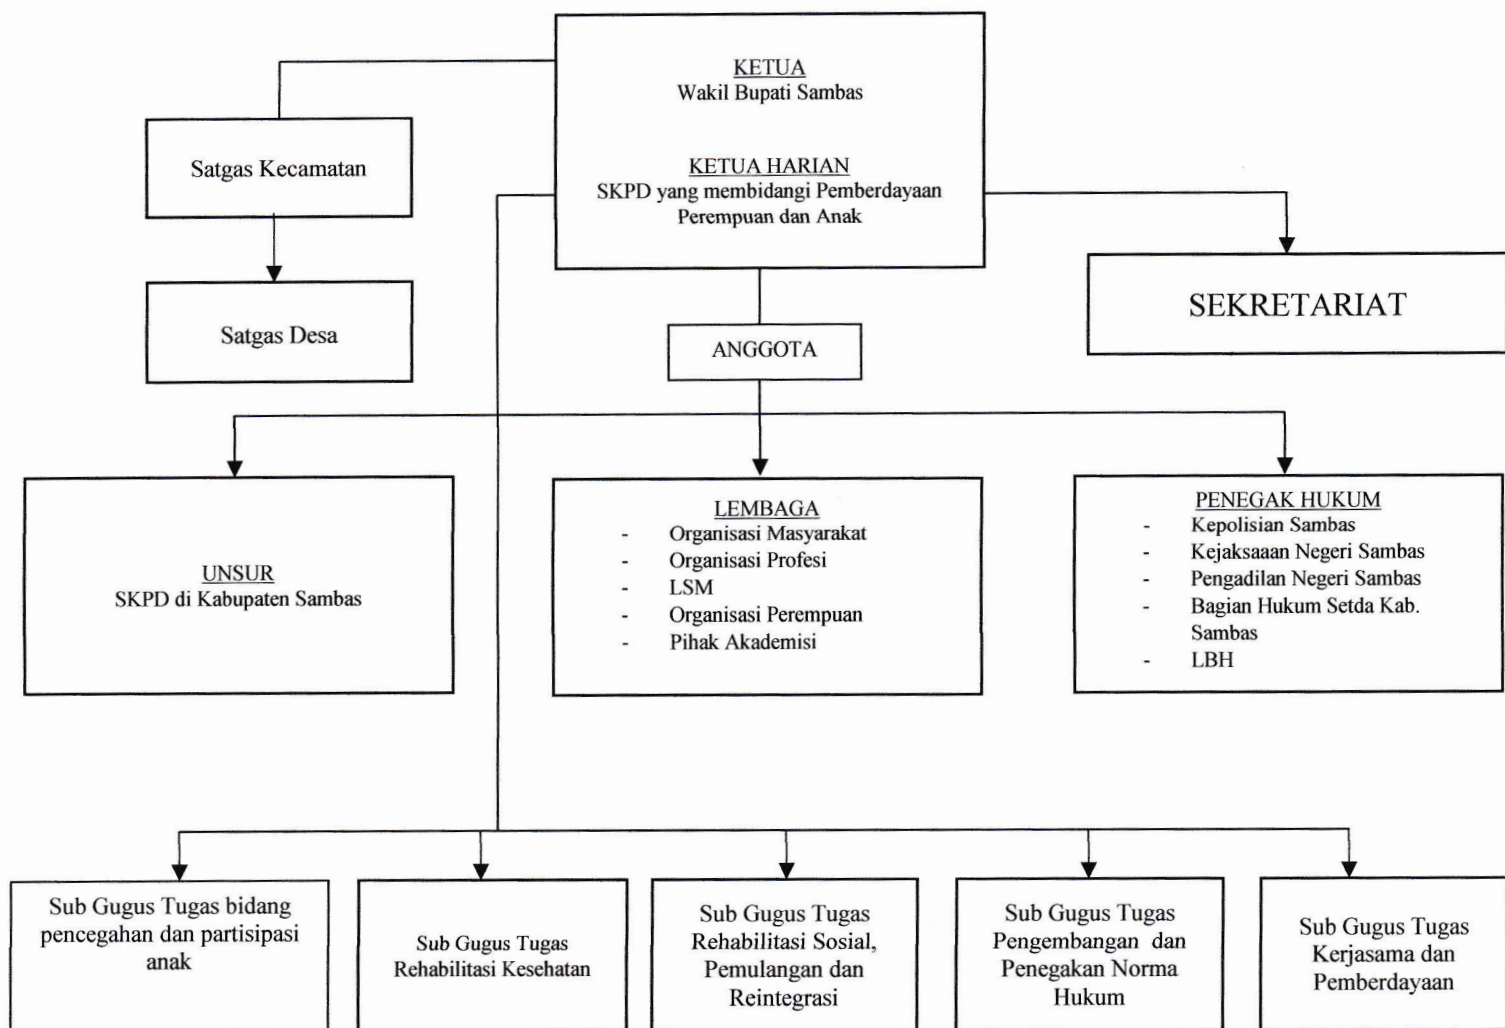 KETUA
Wakil Bupati Sambas
KETUA HARIAN
SKPD yang membidangi Pemberdayaan
Perempuan dan Anak
Satgas Kecamatan
Satgas Desa
SEKRETARIAT
ANGGOTA
UNSUR
SKPD di Kabupaten Sambas
LEMBAGA
- Organisasi Masyarakat
- Organisasi Profesi
- LSM
- Organisasi Perempuan
- Pihak Akademisi
PENEGAK HUKUM
- Kepolisian Sambas
- Kejaksaaan Negeri Sambas
- Pengadilan Negeri Sambas
- Bagian Hukum Setda Kab.
Sambas
- LBH
Sub Gugus Tugas bidang
pencegahan dan partisipasi
anak
Sub Gugus Tugas
Rehabilitasi Kesehatan
Sub Gugus Tugas
Rehabilitasi Sosial,
Pemulangan dan
Reintegrasi
Sub Gugus Tugas
Pengembangan dan
Penegakan Norma
Hukum
Sub Gugus Tugas
Kerjasama dan
Pemberdayaan